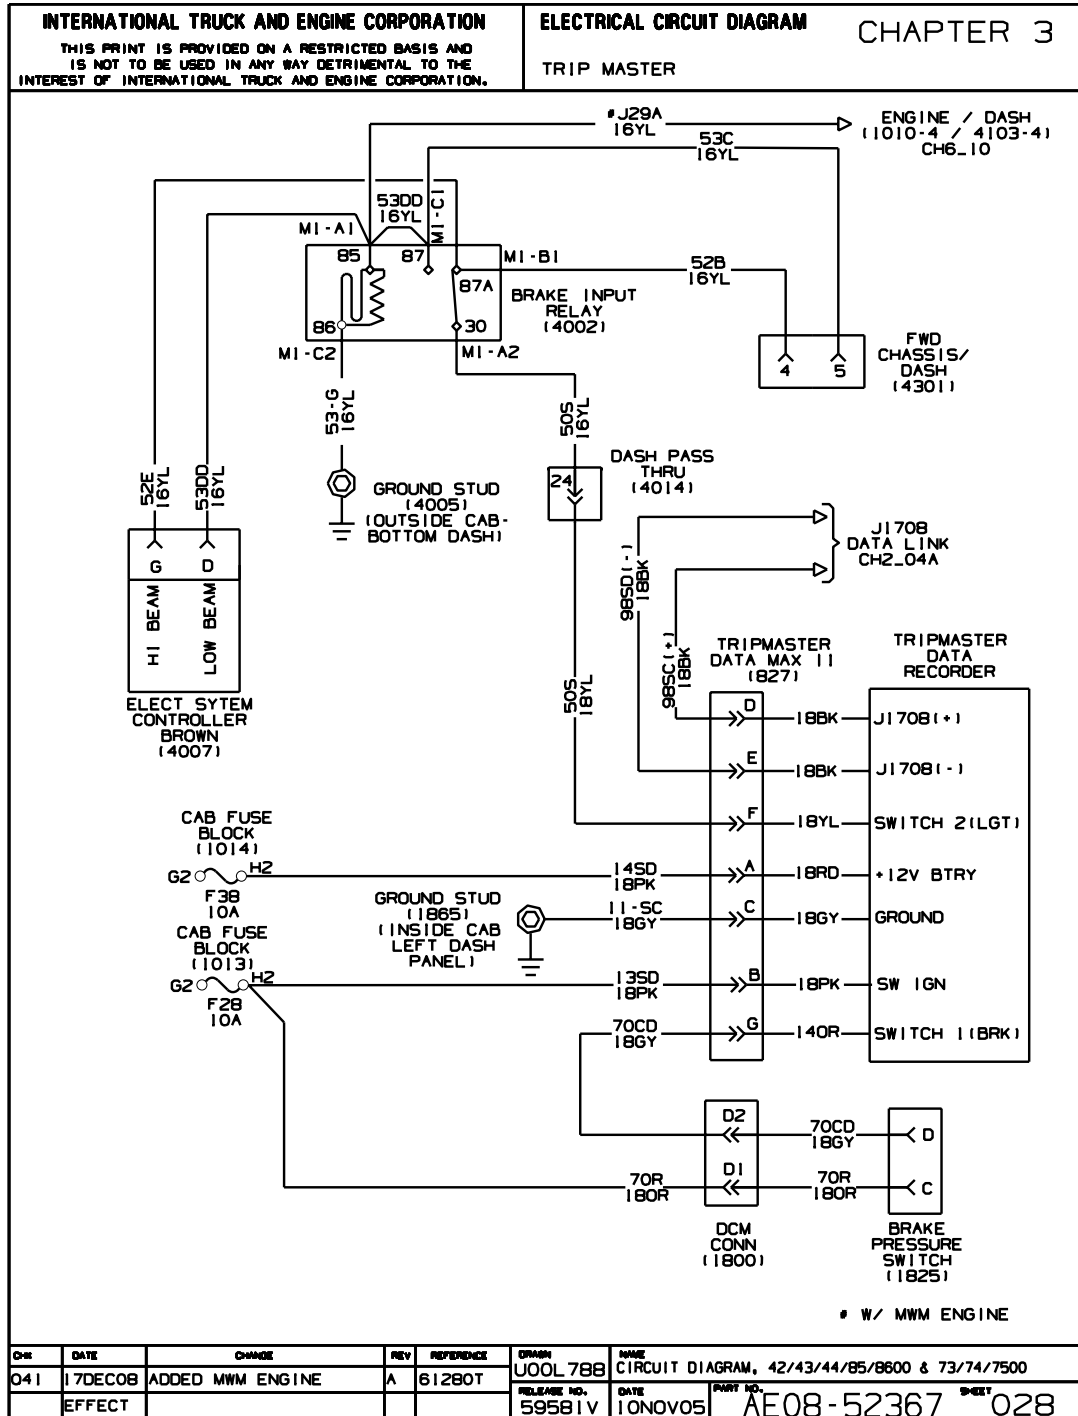 INTERNATIONAL TRUCK AND ENGINE CORPORATION
THIS PRINT IS PROVIDED ON A RESTRICTED BASIS AND
IS NOT TO BE USED IN ANY WAY DETRIMENTAL TO THE
INTEREST OF INTERNATIONAL TRUCK AND ENGINE CORPORATION.
ELECTRICAL CIRCUIT DIAGRAM
TRIP MASTER
CHAPTER 3
#J29A
16YL
ENGINE / DASH
(1010-4 / 4103-4)
CH6_10
53C
16YL
53DD
16YL
M1-C1
M1-A1
85
87
M1-B1
87A
52B
16YL
BRAKE INPUT
RELAY
(4002)
86
30
M1-C2
M1-A2
FWD
CHASSIS/
DASH
(4301)
4
5
53-G
16YL
50S
16YL
52E
16YL
53DD
16YL
GROUND STUD
(4005)
(OUTSIDE CAB-
BOTTOM DASH)
DASH PASS
THRU
(4014)
24
G
D
HI BEAM
LOW BEAM
ELECT SYTEM
CONTROLLER
BROWN
(4007)
J1708
DATA LINK
CH2_04A
98SD(-)
18BK
98SC(+)
18BK
50S
18YL
TRIPMASTER
DATA MAX II
(827)
TRIPMASTER
DATA
RECORDER
D
18BK
J1708(+)
E
18BK
J1708(-)
F
18YL
SWITCH 2(LGT)
CAB FUSE
BLOCK
(1014)
G2
H2
F38
10A
14SD
18PK
A
18RD
+12V BTRY
GROUND STUD
(1865)
(INSIDE CAB
LEFT DASH
PANEL)
11-SC
18GY
C
18GY
GROUND
CAB FUSE
BLOCK
(1013)
G2
H2
F28
10A
13SD
18PK
B
18PK
SW IGN
70CD
18GY
G
14OR
SWITCH 1(BRK)
D2
70CD
18GY
D
70R
18OR
D1
70R
18OR
C
DCM
CONN
(1800)
BRAKE
PRESSURE
SWITCH
(1825)
# W/ MWM ENGINE
CHK DATE CHANGE REV REFERENCE
041 17DEC08 ADDED MWM ENGINE A 61280T
EFFECT
DRAWN
U00L788
NAME
CIRCUIT DIAGRAM, 42/43/44/85/8600 & 73/74/7500
RELEASE NO.
59581V
DATE
10NOV05
PART NO.
AE08-52367
SHEET
028